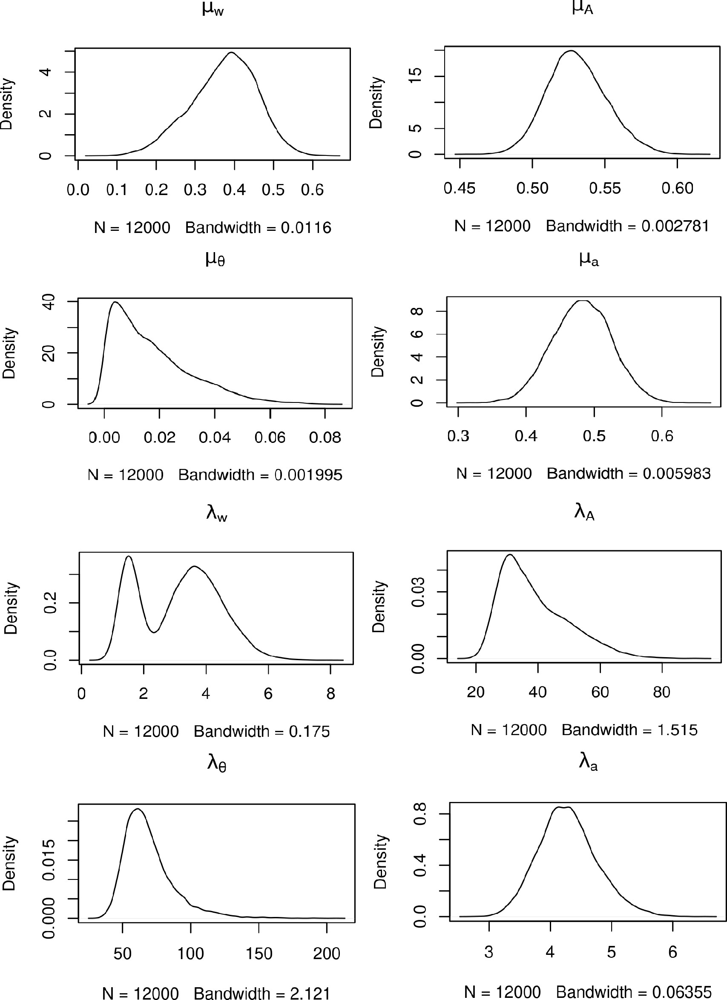 μw
Density
0 2 4
0.0 0.1 0.2 0.3 0.4 0.5 0.6
N = 12000 Bandwidth = 0.0116
μA
Density
0 5 15
0.45 0.50 0.55 0.60
N = 12000 Bandwidth = 0.002781
μθ
Density
0 20 40
0.00 0.02 0.04 0.06 0.08
N = 12000 Bandwidth = 0.001995
μa
Density
0 2 4 6 8
0.3 0.4 0.5 0.6
N = 12000 Bandwidth = 0.005983
λw
Density
0.0 0.2
0 2 4 6 8
N = 12000 Bandwidth = 0.175
λA
Density
0.00 0.03
20 40 60 80
N = 12000 Bandwidth = 1.515
λθ
Density
0.000 0.015
50 100 150 200
N = 12000 Bandwidth = 2.121
λa
Density
0.0 0.4 0.8
3 4 5 6
N = 12000 Bandwidth = 0.06355